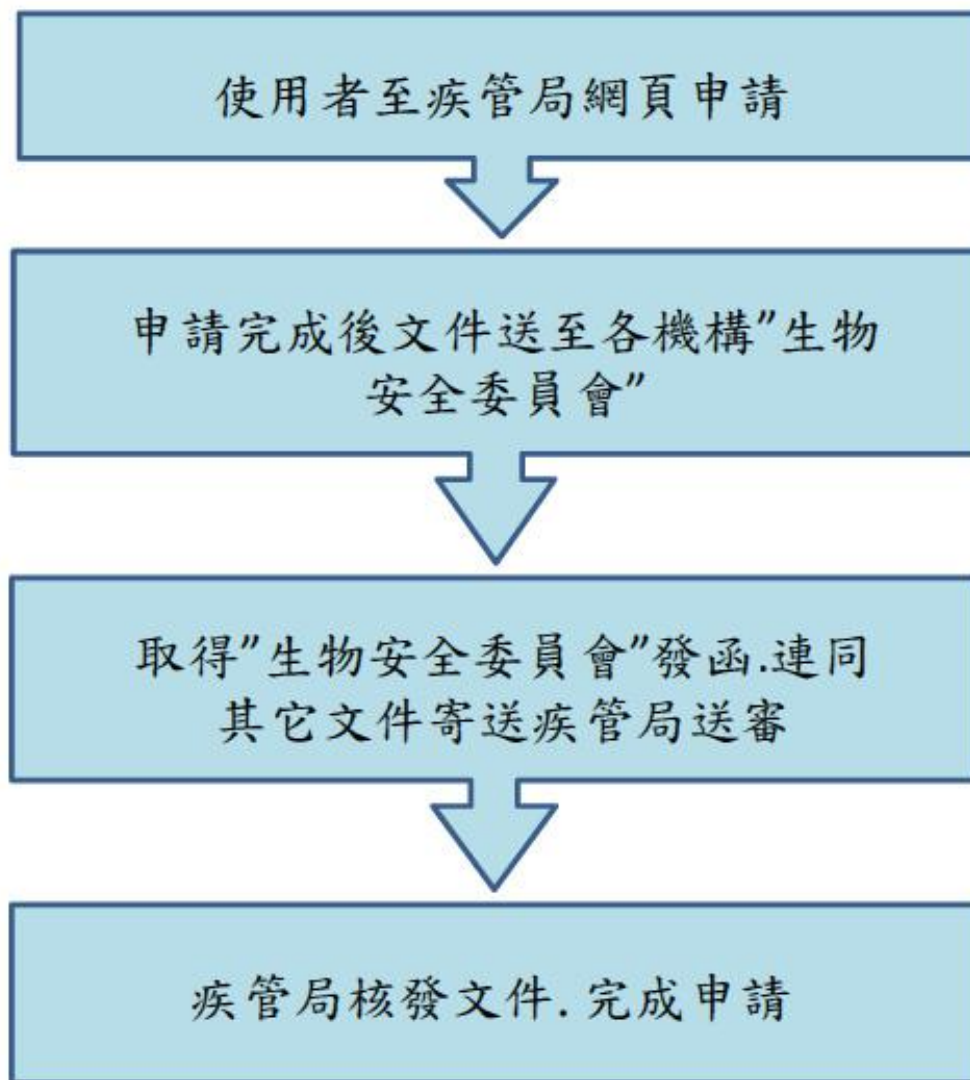 使用者至疾管局網頁申請
申請完成後文件送至各機構”生物
安全委員會”
取得”生物安全委員會”發函.連同
其它文件寄送疾管局送審
疾管局核發文件. 完成申請